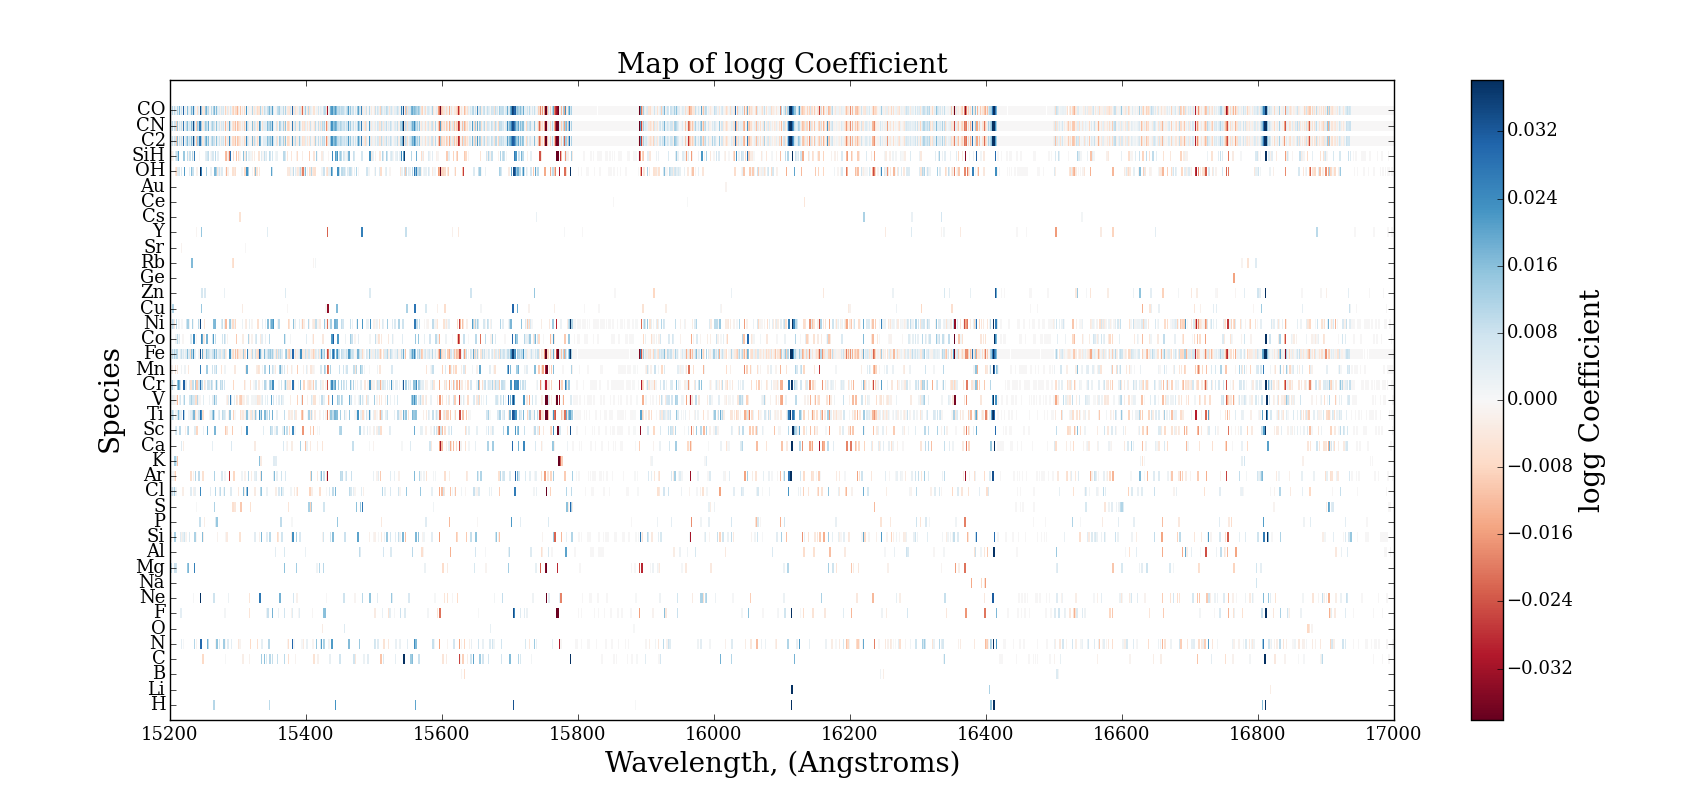 Map of logg Coefficient
CO
CN
C2
SiH
OH
Au
Ce
Cs
Y
Sr
Rb
Ge
Zn
Cu
Ni
Co
Fe
Mn
Cr
V
Ti
Sc
Ca
K
Ar
Cl
S
P
Si
Al
Mg
Na
Ne
F
O
N
C
B
Li
H
Species
15200 15400 15600 15800 16000 16200 16400 16600 16800 17000
Wavelength, (Angstroms)
0.032
0.024
0.016
0.008
0.000
−0.008
−0.016
−0.024
−0.032
logg Coefficient